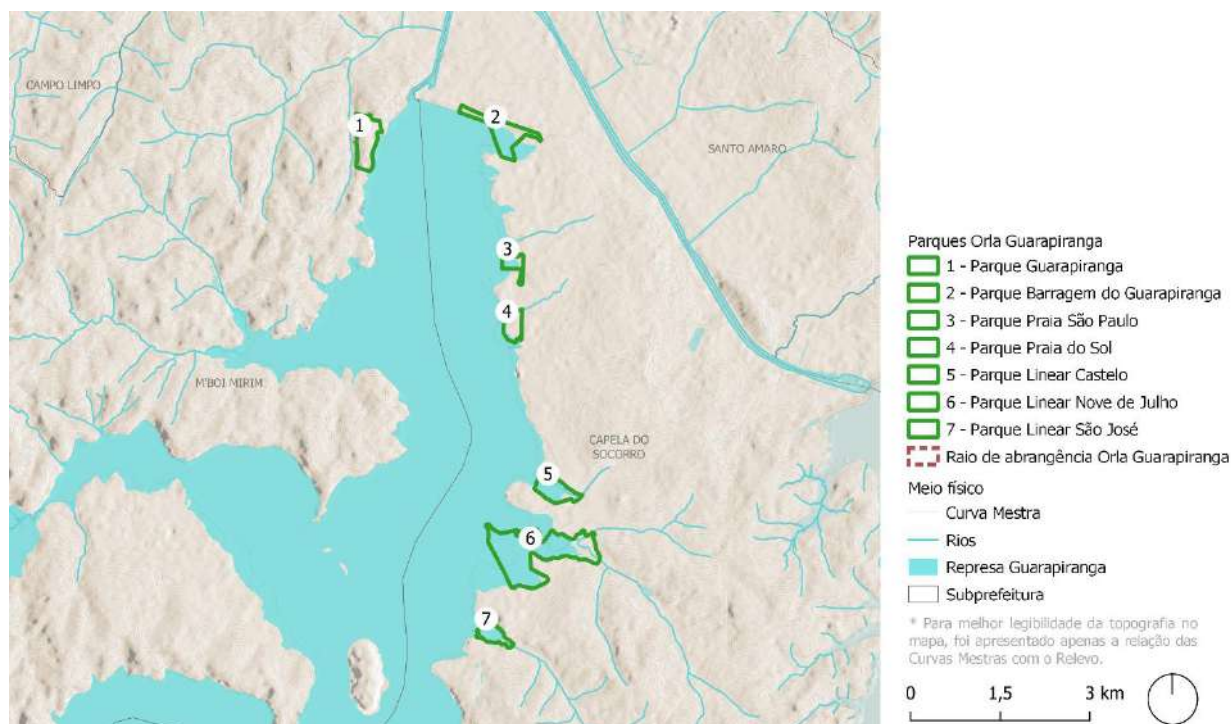 CAMPO LIMPO
1
2
SANTO AMARO
3
4
M'BOI MIRIM
CAPELA DO
SOCORRO
5
6
7
Parques Orla Guarapiranga
1 - Parque Guarapiranga
2 - Parque Barragem do Guarapiranga
3 - Parque Praia São Paulo
4 - Parque Praia do Sol
5 - Parque Linear Castelo
6 - Parque Linear Nove de Julho
7 - Parque Linear São José
Raio de abrangência Orla Guarapiranga
Meio físico
Curva Mestra
Rios
Represa Guarapiranga
Subprefeitura
* Para melhor legibilidade da topografia no
mapa, foi apresentado apenas a relação das
Curvas Mestras com o Relevo.
0 1,5 3 km